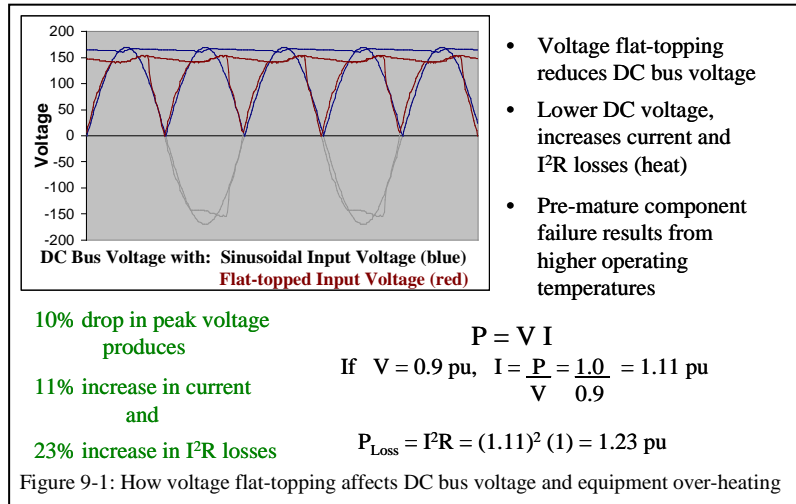 200
150
100
50
0
-50
-100
-150
-200
Voltage
DC Bus Voltage with: Sinusoidal Input Voltage (blue)
Flat-topped Input Voltage (red)
• Voltage flat-topping
reduces DC bus voltage
• Lower DC voltage,
increases current and
I²R losses (heat)
• Pre-mature component
failure results from
higher operating
temperatures
10% drop in peak voltage
produces
11% increase in current
and
23% increase in I²R losses
P = V I
If V = 0.9 pu, I = P/V = 1.0/0.9 = 1.11 pu
P_Loss = I²R = (1.11)² (1) = 1.23 pu
Figure 9-1: How voltage flat-topping affects DC bus voltage and equipment over-heating